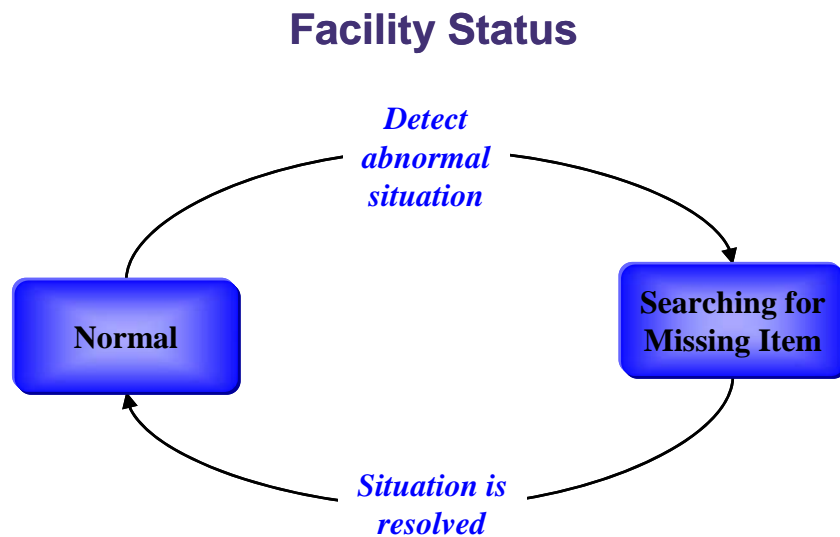 Facility Status
Detect
abnormal
situation
Normal
Searching for
Missing Item
Situation is
resolved